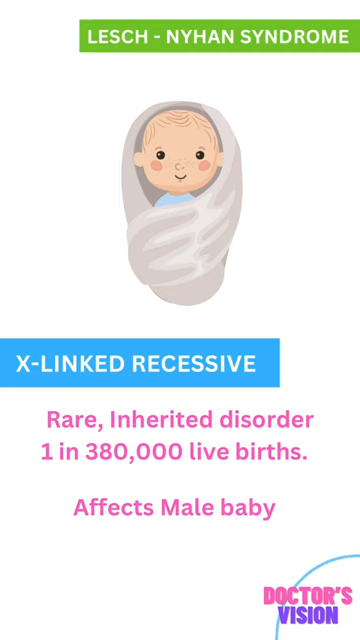 LESCH - NYHAN SYNDROME
X-LINKED RECESSIVE
Rare, Inherited disorder
1 in 380,000 live births.
Affects Male baby
DOCTOR'S
VISION